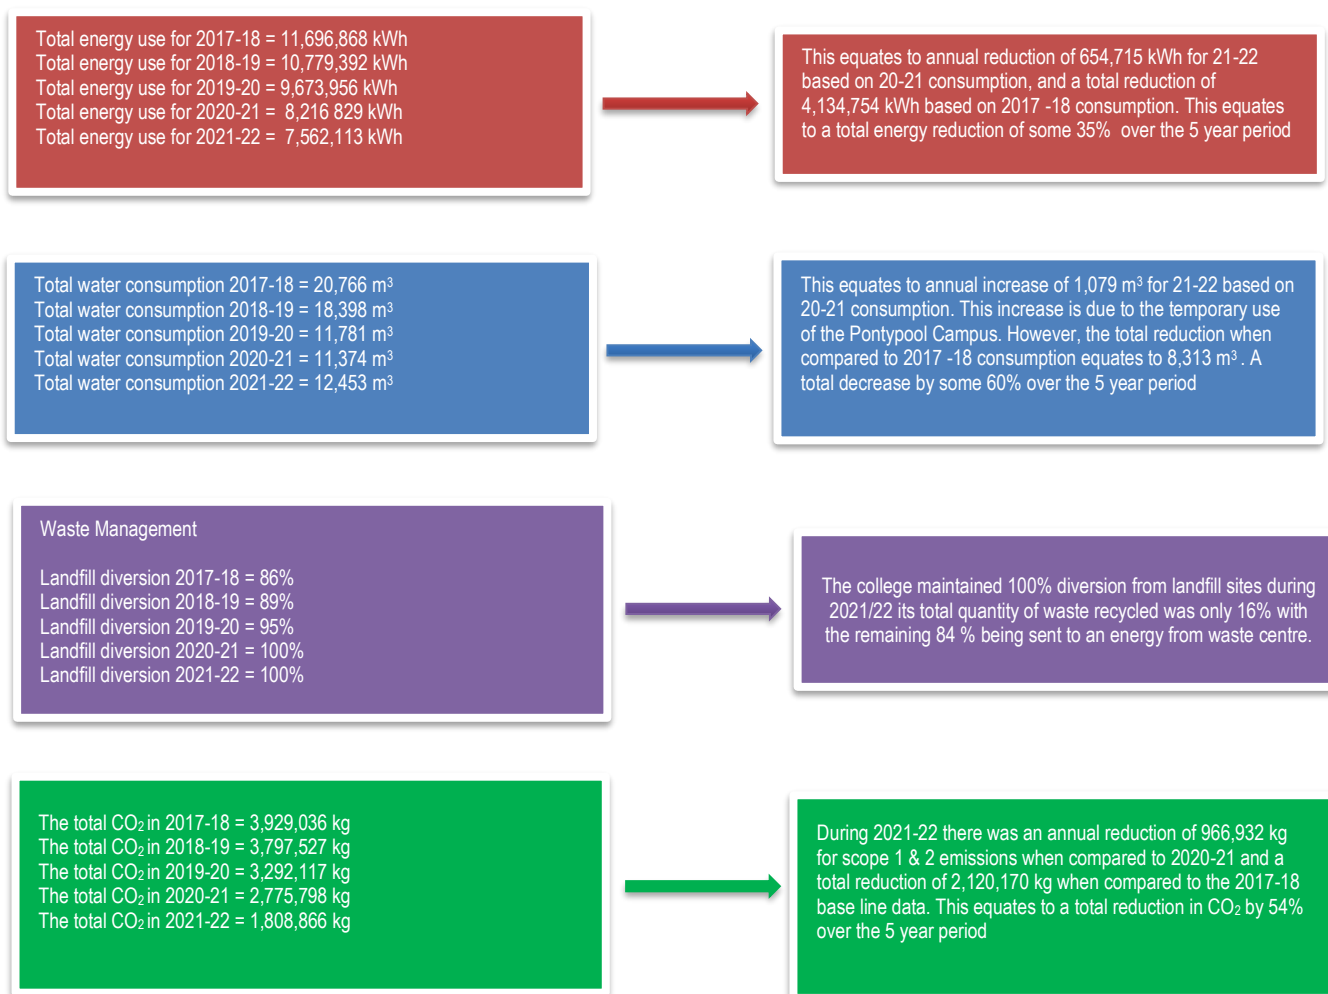 Total energy use for 2017-18 = 11,696,868 kWh
Total energy use for 2018-19 = 10,779,392 kWh
Total energy use for 2019-20 = 9,673,956 kWh
Total energy use for 2020-21 =  8,216 829 kWh
Total energy use for 2021-22 =  7,562,113 kWh
This equates to annual reduction of 654,715 kWh for 21-22
based on 20-21 consumption, and a total reduction of
4,134,754 kWh based on 2017 -18 consumption. This equates
to a total energy reduction of some 35%  over the 5 year period
Total water consumption 2017-18 = 20,766 m³
Total water consumption 2018-19 = 18,398 m³
Total water consumption 2019-20 = 11,781 m³
Total water consumption 2020-21 = 11,374 m³
Total water consumption 2021-22 = 12,453 m³
This equates to annual increase of 1,079 m³ for 21-22 based on
20-21 consumption. This increase is due to the temporary use
of the Pontypool Campus. However, the total reduction when
compared to 2017 -18 consumption equates to 8,313 m³ . A
total decrease by some 60% over the 5 year period
Waste Management
Landfill diversion 2017-18 = 86%
Landfill diversion 2018-19 = 89%
Landfill diversion 2019-20 = 95%
Landfill diversion 2020-21 = 100%
Landfill diversion 2021-22 = 100%
The college maintained 100% diversion from landfill sites during
2021/22 its total quantity of waste recycled was only 16% with
the remaining 84 % being sent to an energy from waste centre.
The total CO₂ in 2017-18 = 3,929,036 kg
The total CO₂ in 2018-19 = 3,797,527 kg
The total CO₂ in 2019-20 = 3,292,117 kg
The total CO₂ in 2020-21 = 2,775,798 kg
The total CO₂ in 2021-22 = 1,808,866 kg
During 2021-22 there was an annual reduction of 966,932 kg
for scope 1 & 2 emissions when compared to 2020-21 and a
total reduction of 2,120,170 kg when compared to the 2017-18
base line data. This equates to a total reduction in CO₂ by 54%
over the 5 year period